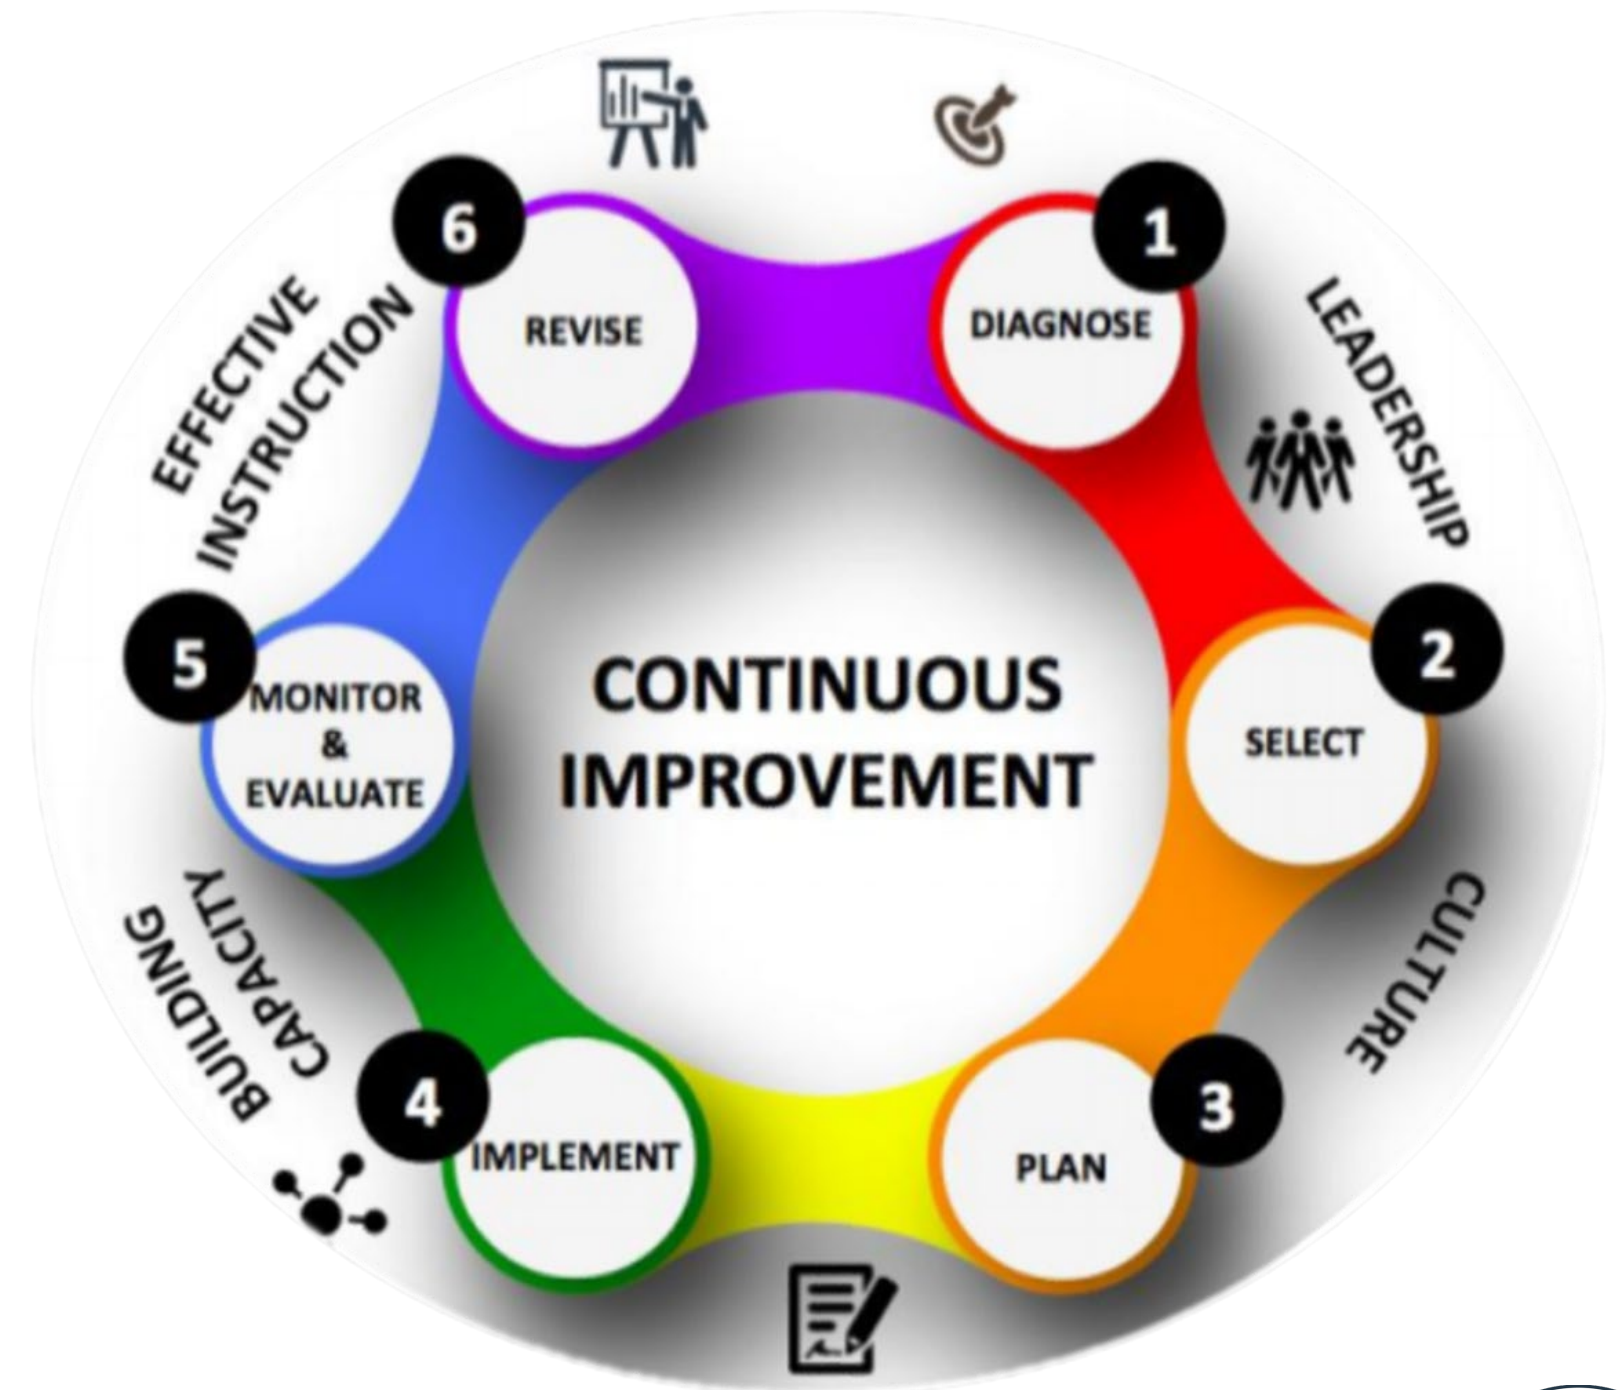 CONTINUOUS
IMPROVEMENT
1
DIAGNOSE
LEADERSHIP
2
SELECT
CULTURE
3
PLAN
4
IMPLEMENT
BUILDING
CAPACITY
5
MONITOR
&
EVALUATE
EFFECTIVE
INSTRUCTION
6
REVISE